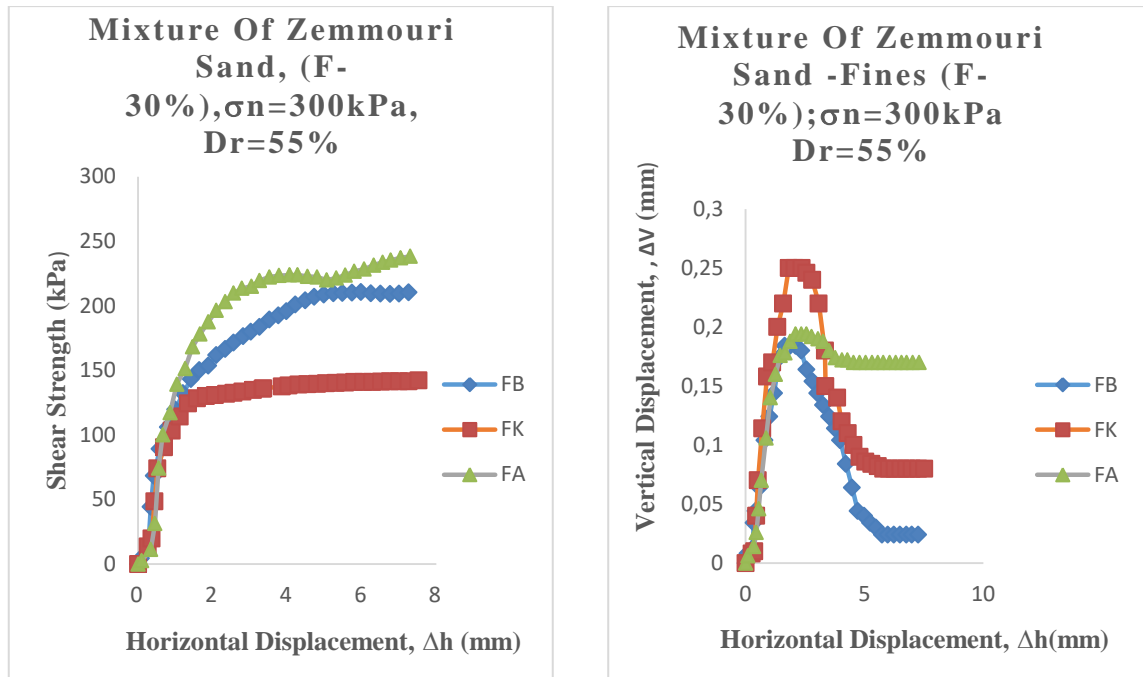 Mixture Of Zemmouri
Sand, (F-
30%),σn=300kPa,
Dr=55%
Shear Strength (kPa)
300
250
200
150
100
50
0
0 2 4 6 8
Horizontal Displacement, Δh (mm)
FB
FK
FA
Mixture Of Zemmouri
Sand -Fines (F-
30%);σn=300kPa
Dr=55%
Vertical Displacement, , ΔV (mm)
0,3
0,25
0,2
0,15
0,1
0,05
0
0 5 10
Horizontal Displacement, Δh(mm)
FB
FK
FA